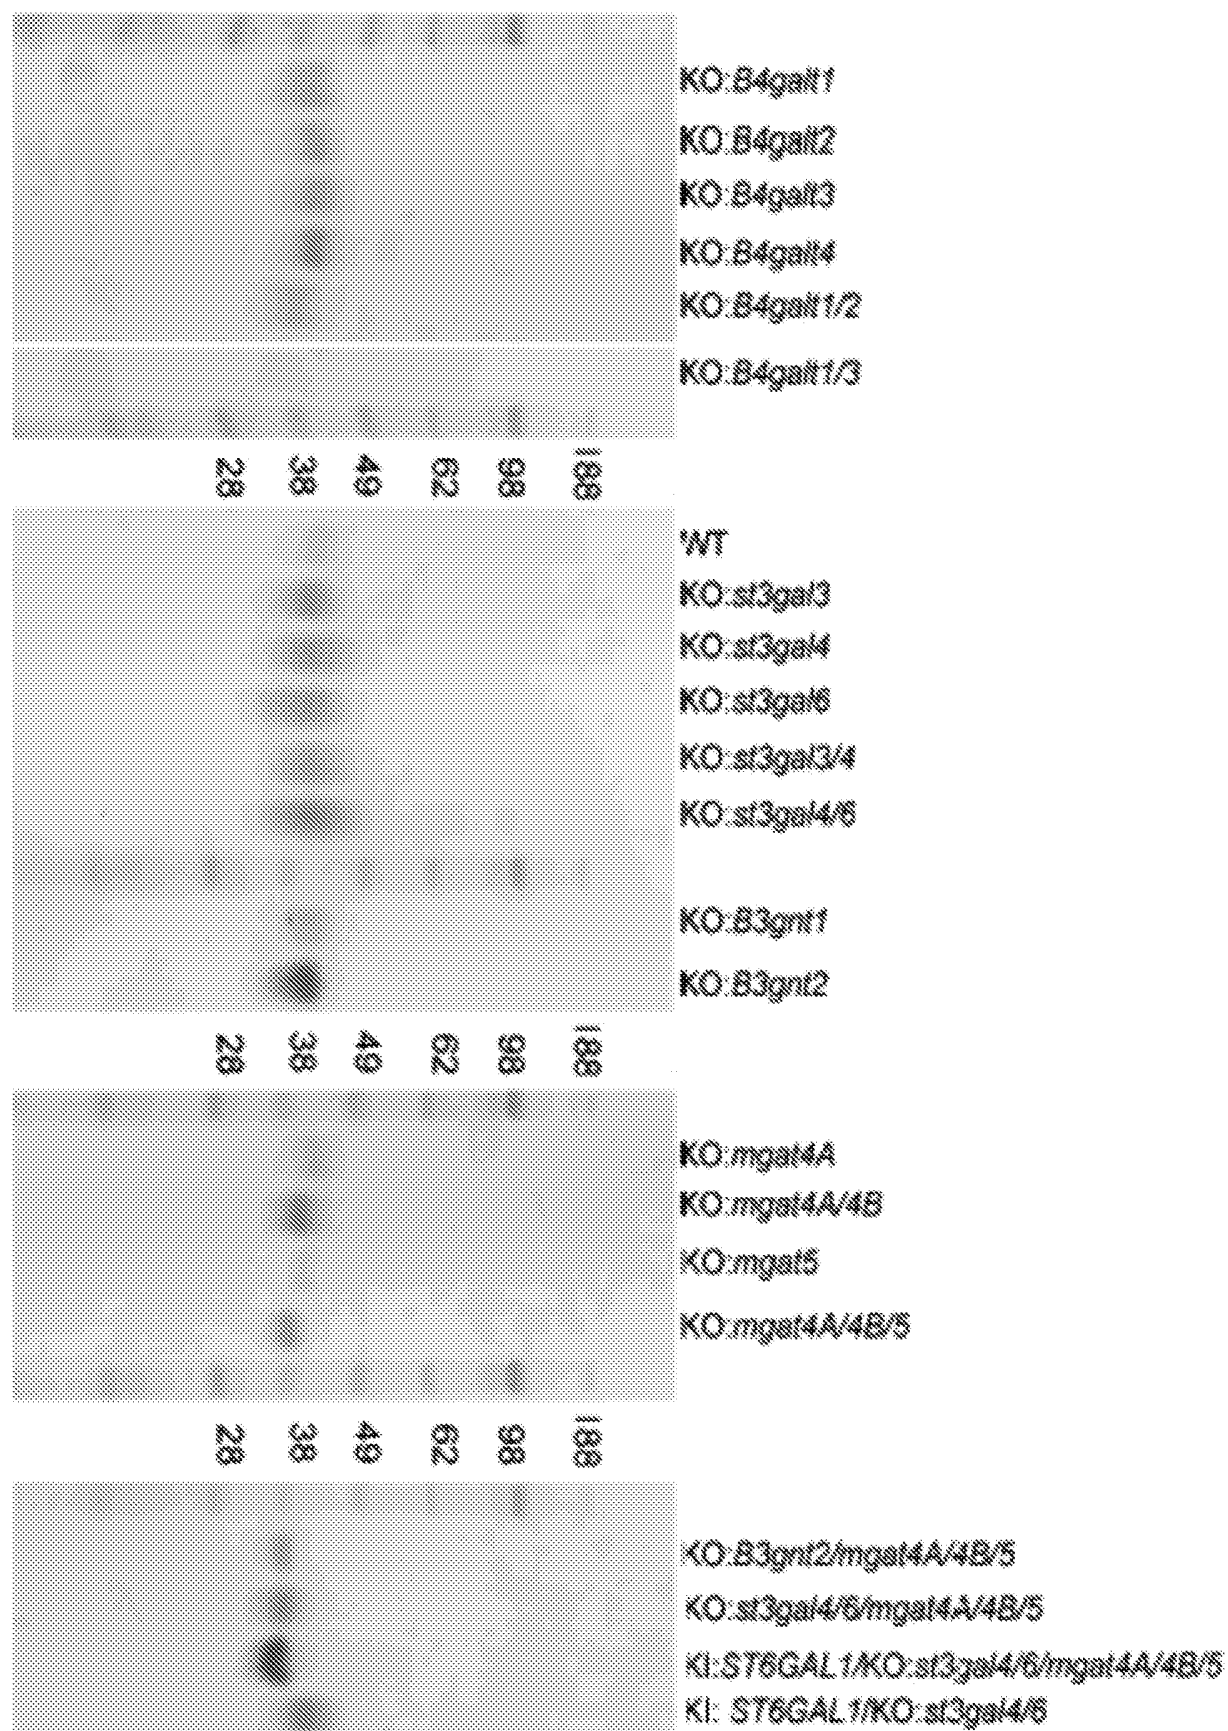 KO:B4galt1
KO:B4galt2
KO:B4galt3
KO:B4galt4
KO:B4galt1/2
KO:B4galt1/3
28 38 49 62 98 188
WT
KO:st3gal3
KO:st3gal4
KO:st3gal6
KO:st3gal3/4
KO:st3gal4/6
KO:B3gnt1
KO:B3gnt2
28 38 49 62 98 188
KO:mgat4A
KO:mgat4A/4B
KO:mgat5
KO:mgat4A/4B/5
28 38 49 62 98 188
KO:B3gnt2/mgat4A/4B/5
KO:st3gal4/6/mgat4A/4B/5
KI:ST6GAL1/KO:st3gal4/6/mgat4A/4B/5
KI: ST6GAL1/KO:st3gal4/6